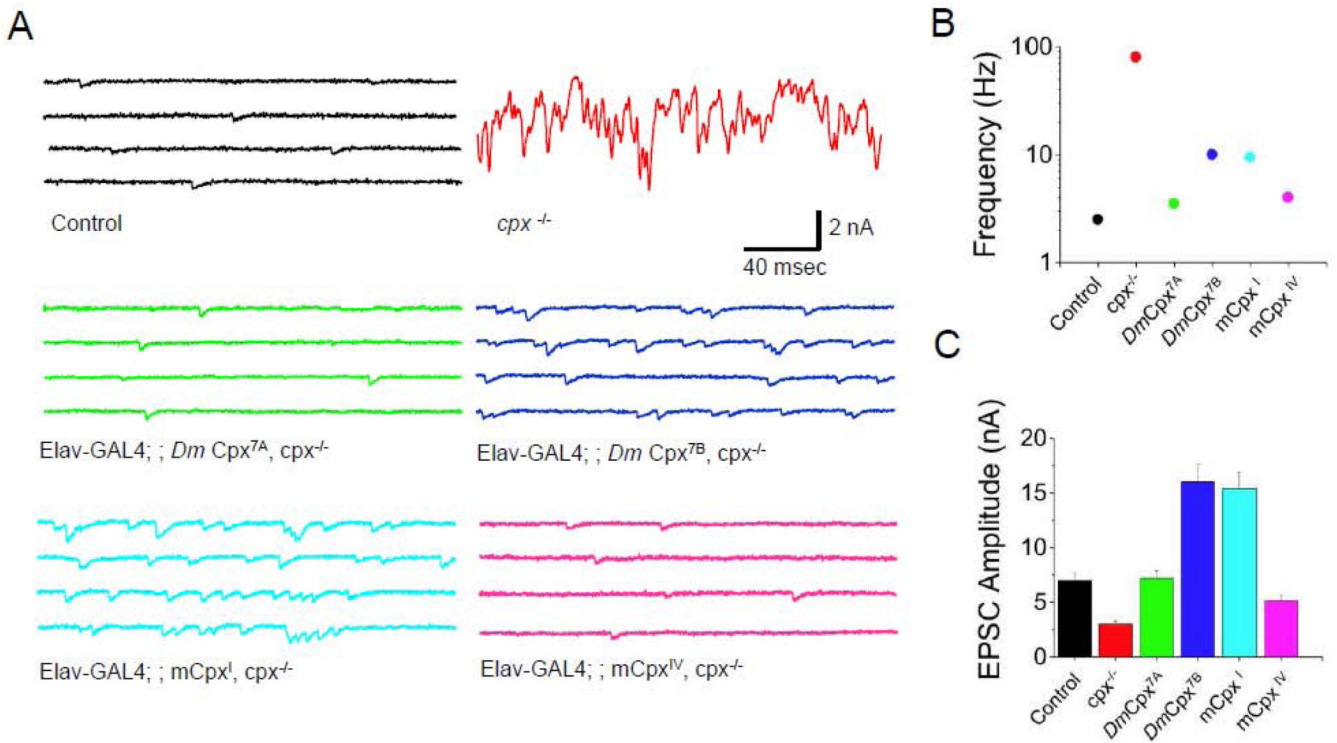 A
Control
cpx -/-
2 nA
40 msec
Elav-GAL4; ; Dm Cpx7A, cpx-/-
Elav-GAL4; ; Dm Cpx7B, cpx-/-
Elav-GAL4; ; mCpxI, cpx-/-
Elav-GAL4; ; mCpxIV, cpx-/-
B
Frequency (Hz)
100
10
1
Control
cpx-/-
DmCpx7A
DmCpx7B
mCpx I
mCpx IV
C
EPSC Amplitude (nA)
20
15
10
5
0
Control
cpx-/-
DmCpx7A
DmCpx7B
mCpx I
mCpx IV